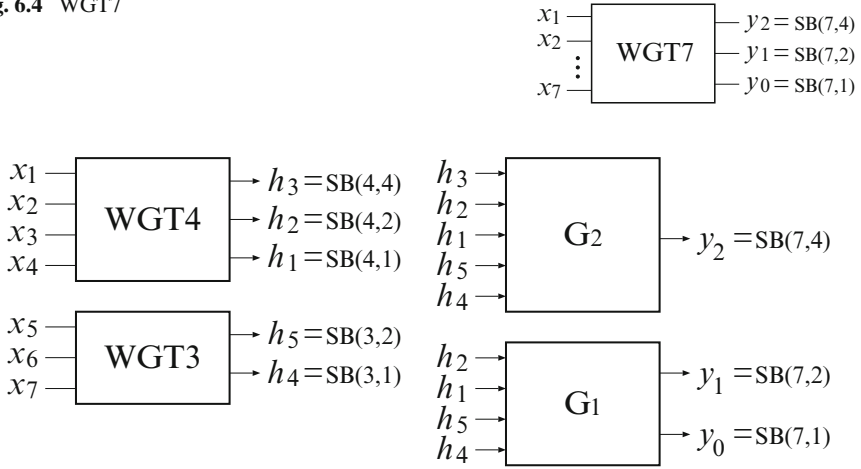 g. 6.4 WGT7
x1
x2
⋮
x7
WGT7
y2 = SB(7,4)
y1 = SB(7,2)
y0 = SB(7,1)
x1
x2
x3
x4
WGT4
h3 = SB(4,4)
h2 = SB(4,2)
h1 = SB(4,1)
x5
x6
x7
WGT3
h5 = SB(3,2)
h4 = SB(3,1)
h3
h2
h1
h5
h4
G2
y2 = SB(7,4)
h2
h1
h5
h4
G1
y1 = SB(7,2)
y0 = SB(7,1)